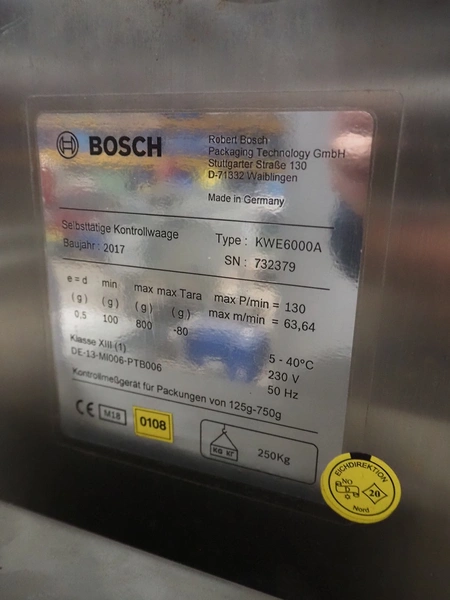 BOSCH
Robert Bosch
Packaging Technology GmbH
Stuttgarter Straße 130
D-71332 Waiblingen
Made in Germany
Selbsttätige Kontrollwaage
Baujahr : 2017
Type : KWE6000A
SN : 732379
e = d min max max Tara
(g) (g) (g) (g)
0,5 100 800 -80
max P/min = 130
max m/min = 63,64
Klasse XIII (1)
DE-13-MI006-PTB006
5 - 40°C
230 V
50 Hz
Kontrollmeßgerät für Packungen von 125g-750g
CE M18 0108
KG КГ
250Kg
EICHDIREKTION
NO
D
20
Nord